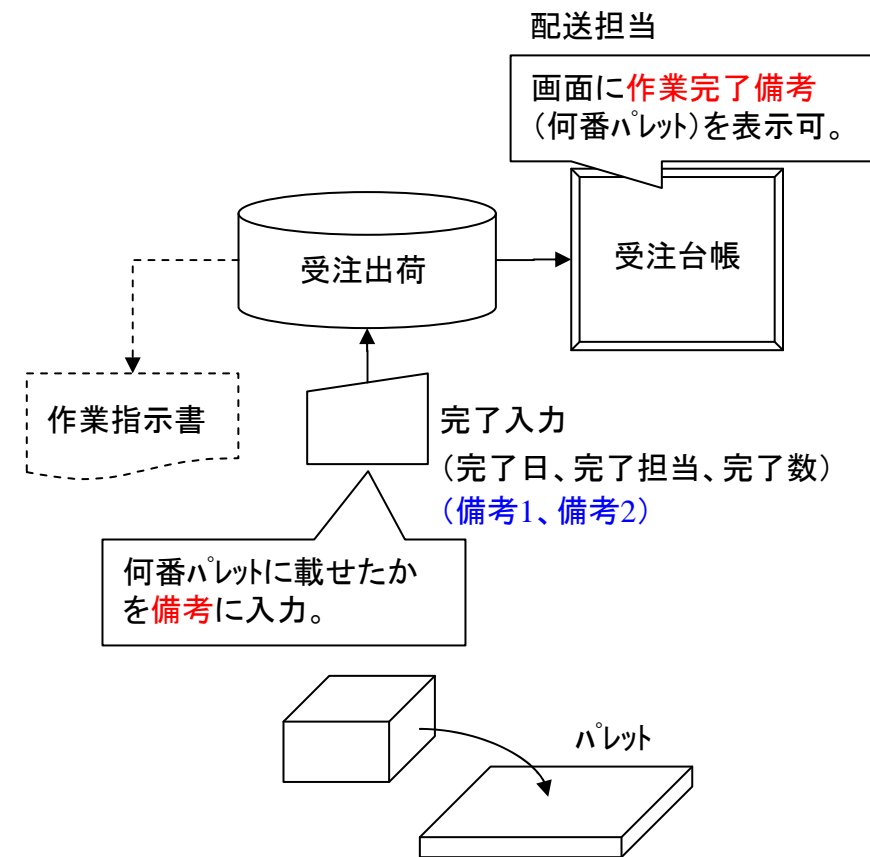 配送担当
画面に作業完了備考
（何番ﾊﾟﾚｯﾄ）を表示可。
受注出荷
受注台帳
作業指示書
完了入力
（完了日、完了担当、完了数）
（備考1、備考2）
何番ﾊﾟﾚｯﾄに載せたか
を備考に入力。
ﾊﾟﾚｯﾄ